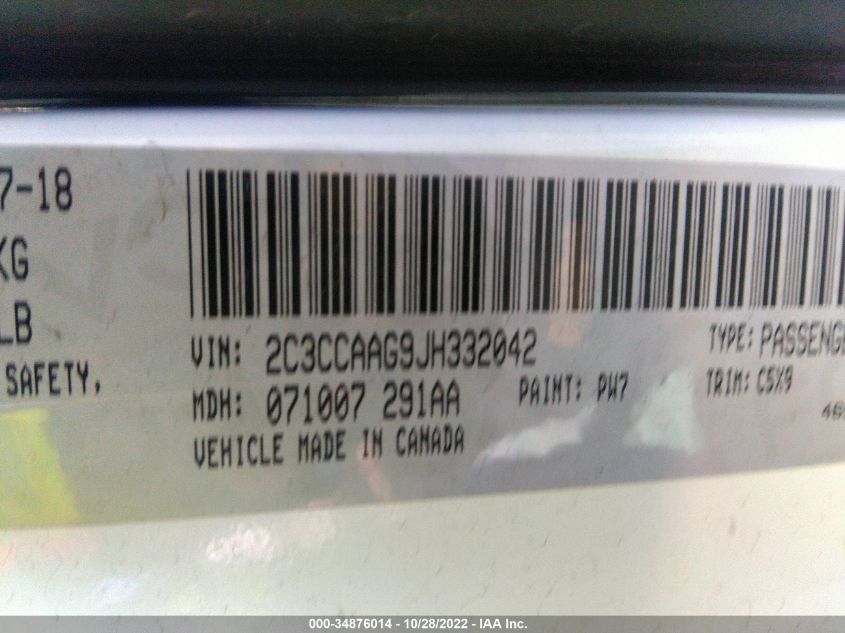 7-18
KG
LB
SAFETY,
VIN: 2C3CCAAG9JH332042
TYPE: PASSENGE
MDH: 071007 291AA
PAINT: PW7
TRIM: C5X9
VEHICLE MADE IN CANADA
000-34876014 - 10/28/2022 - IAA Inc.